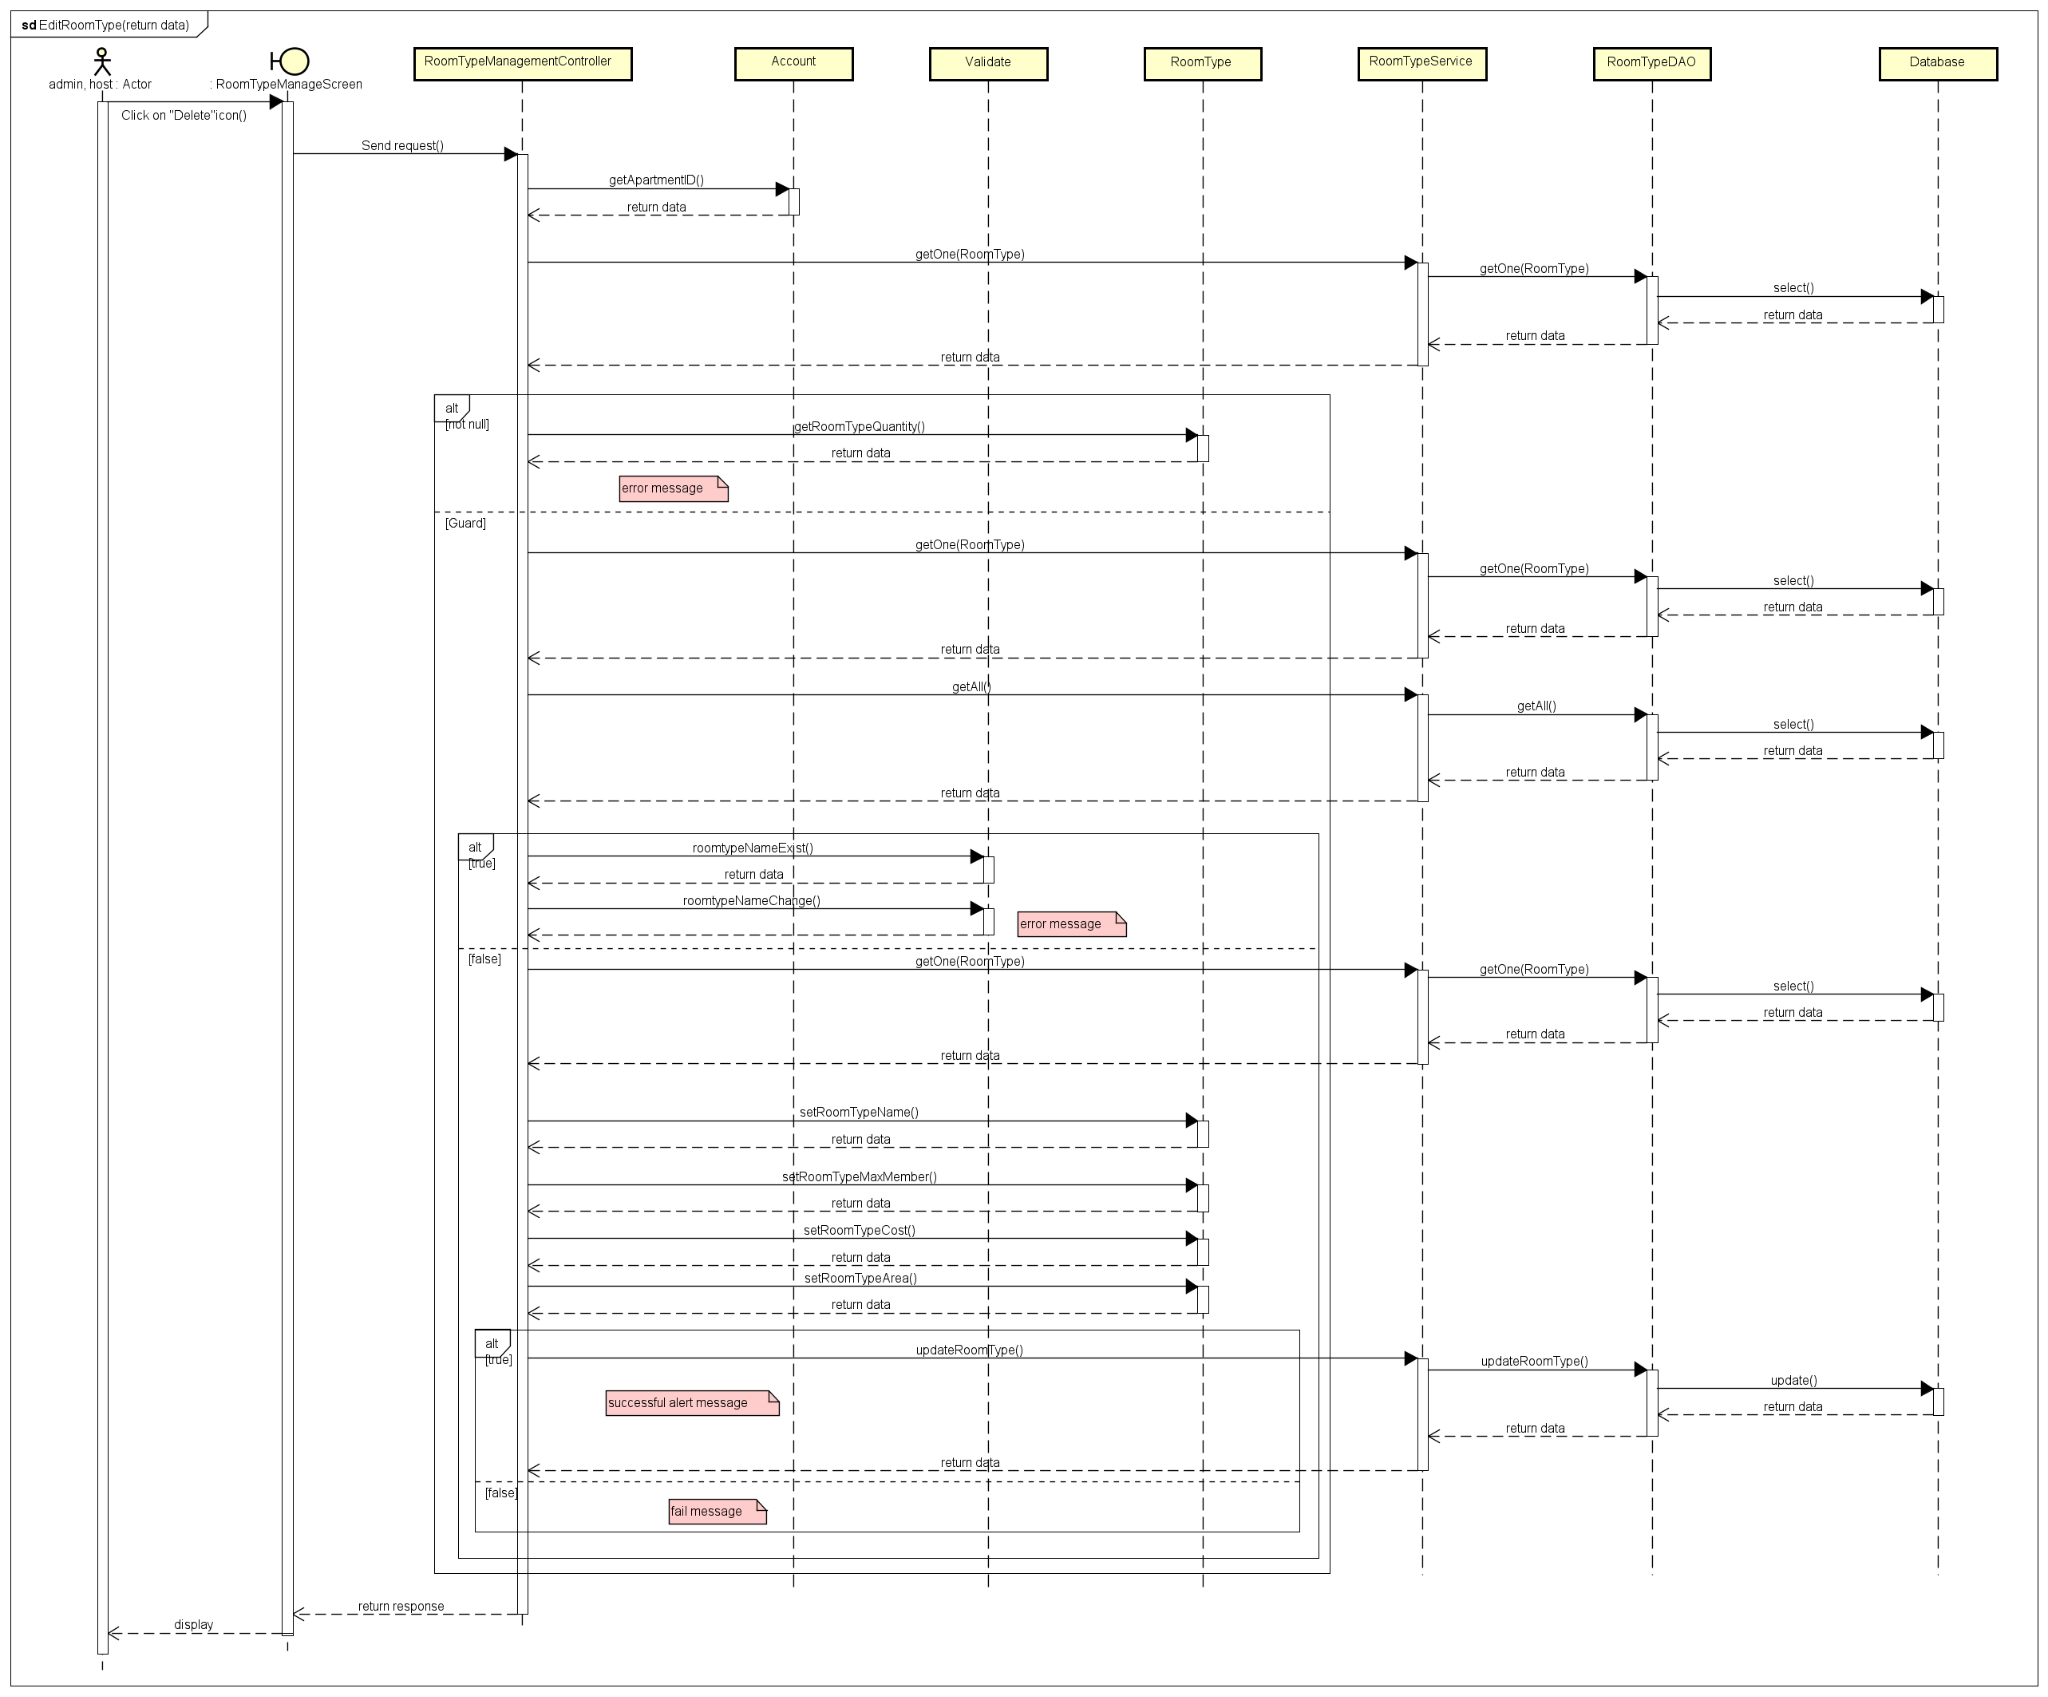 sd EditRoomType(return data)
admin, host : Actor
: RoomTypeManageScreen
RoomTypeManagementController
Account
Validate
RoomType
RoomTypeService
RoomTypeDAO
Database
Click on "Delete"icon()
Send request()
getApartmentID()
return data
getOne(RoomType)
getOne(RoomType)
select()
return data
return data
return data
alt
[not null]
getRoomTypeQuantity()
return data
error message
[Guard]
getOne(RoomType)
getOne(RoomType)
select()
return data
return data
return data
getAll()
getAll()
select()
return data
return data
return data
alt
[true]
roomtypeNameExist()
return data
roomtypeNameChange()
error message
[false]
getOne(RoomType)
getOne(RoomType)
select()
return data
return data
return data
setRoomTypeName()
return data
setRoomTypeMaxMember()
return data
setRoomTypeCost()
return data
setRoomTypeArea()
return data
alt
[true]
updateRoomType()
updateRoomType()
update()
successful alert message
return data
return data
return data
[false]
fail message
return response
display